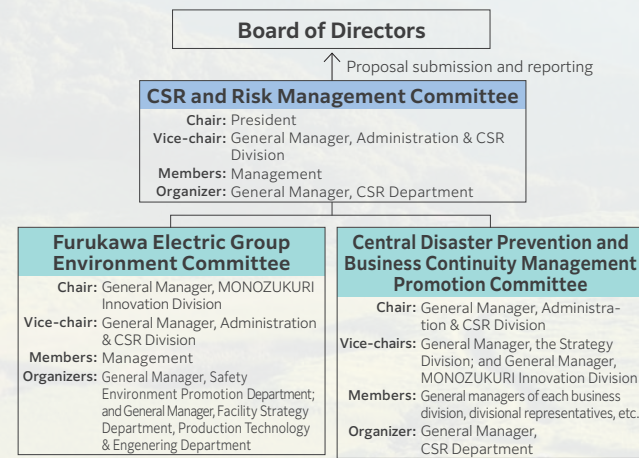 Board of Directors
Proposal submission and reporting
CSR and Risk Management Committee
Chair: President
Vice-chair: General Manager, Administration & CSR
Division
Members: Management
Organizer: General Manager, CSR Department
Furukawa Electric Group
Environment Committee
Chair: General Manager, MONOZUKURI
Innovation Division
Vice-chair: General Manager, Administration
& CSR Division
Members: Management
Organizers: General Manager, Safety
Environment Promotion Department;
and General Manager, Facility Strategy
Department, Production Technology
& Engenering Department
Central Disaster Prevention and
Business Continuity Management
Promotion Committee
Chair: General Manager, Administra-
tion & CSR Division
Vice-chairs: General Manager, the Strategy
Division; and General Manager,
MONOZUKURI Innovation Division
Members: General managers of each business
division, divisional representatives, etc.
Organizer: General Manager,
CSR Department